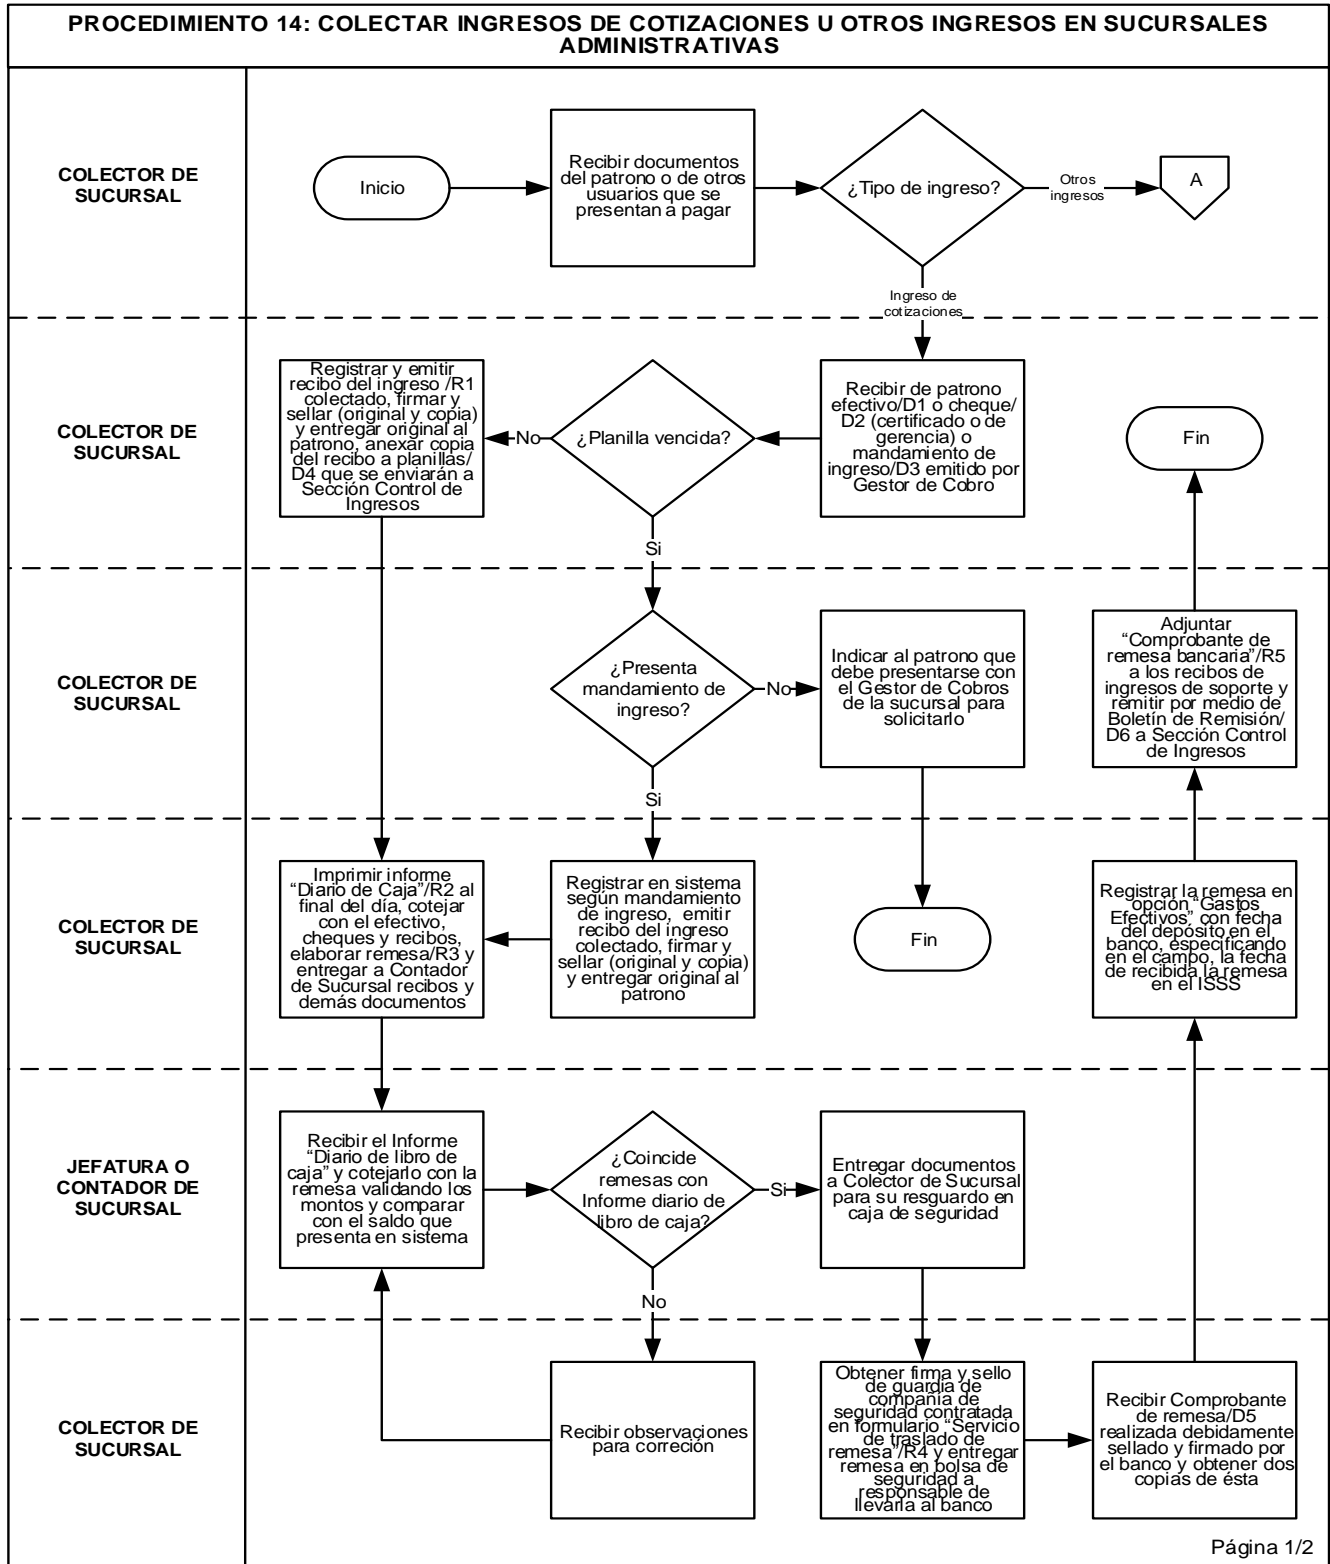 PROCEDIMIENTO 14: COLECTAR INGRESOS DE COTIZACIONES U OTROS INGRESOS EN SUCURSALES
ADMINISTRATIVAS
COLECTOR DE
SUCURSAL
Inicio
Recibir documentos
del patrono o de otros
usuarios que se
presentan a pagar
¿Tipo de ingreso?
Otros
ingresos
A
Ingreso de
cotizaciones
COLECTOR DE
SUCURSAL
Registrar y emitir
recibo del ingreso /R1
colectado, firmar y
sellar (original y copia)
y entregar original al
patrono, anexar copia
del recibo a planillas/
D4 que se enviarán a
Sección Control de
Ingresos
No
¿Planilla vencida?
Recibir de patrono
efectivo/D1 o cheque/
D2 (certificado o de
gerencia) o
mandamiento de
ingreso/D3 emitido por
Gestor de Cobro
Fin
Si
COLECTOR DE
SUCURSAL
¿Presenta
mandamiento de
ingreso?
No
Indicar al patrono que
debe presentarse con
el Gestor de Cobros
de la sucursal para
solicitarlo
Adjuntar
“Comprobante de
remesa bancaria”/R5
a los recibos de
ingresos de soporte y
remitir por medio de
Boletín de Remisión/
D6 a Sección Control
de Ingresos
Si
COLECTOR DE
SUCURSAL
Imprimir informe
“Diario de Caja”/R2 al
final del día, cotejar
con el efectivo,
cheques y recibos,
elaborar remesa/R3 y
entregar a Contador
de Sucursal recibos y
demás documentos
Registrar en sistema
según mandamiento
de ingreso, emitir
recibo del ingreso
colectado, firmar y
sellar (original y copia)
y entregar original al
patrono
Fin
Registrar la remesa en
opción “Gastos
Efectivos” con fecha
del depósito en el
banco, especificando
en el campo, la fecha
de recibida la remesa
en el ISSS
JEFATURA O
CONTADOR DE
SUCURSAL
Recibir el Informe
“Diario de libro de
caja” y cotejarlo con la
remesa validando los
montos y comparar
con el saldo que
presenta en sistema
¿Coincide
remesas con
Informe diario de
libro de caja?
Si
Entregar documentos
a Colector de Sucursal
para su resguardo en
caja de seguridad
No
COLECTOR DE
SUCURSAL
Recibir observaciones
para correción
Obtener firma y sello
de guardia de
compañía de
seguridad contratada
en formulario “Servicio
de traslado de
remesa”/R4 y entregar
remesa en bolsa de
seguridad a
responsable de
llevarla al banco
Recibir Comprobante
de remesa/D5
realizada debidamente
sellado y firmado por
el banco y obtener dos
copias de ésta
Página 1/2